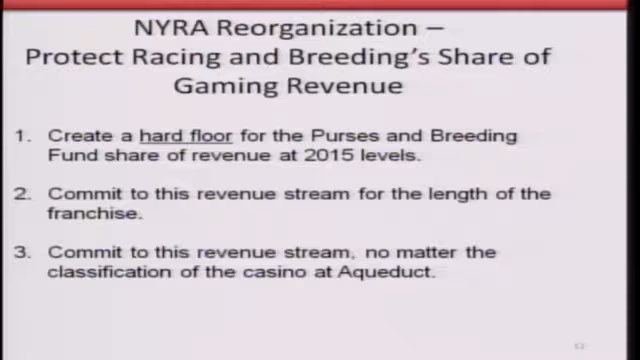 NYRA Reorganization –
Protect Racing and Breeding's Share of
Gaming Revenue
1. Create a hard floor for the Purses and Breeding
Fund share of revenue at 2015 levels.
2. Commit to this revenue stream for the length of the
franchise.
3. Commit to this revenue stream, no matter the
classification of the casino at Aqueduct.